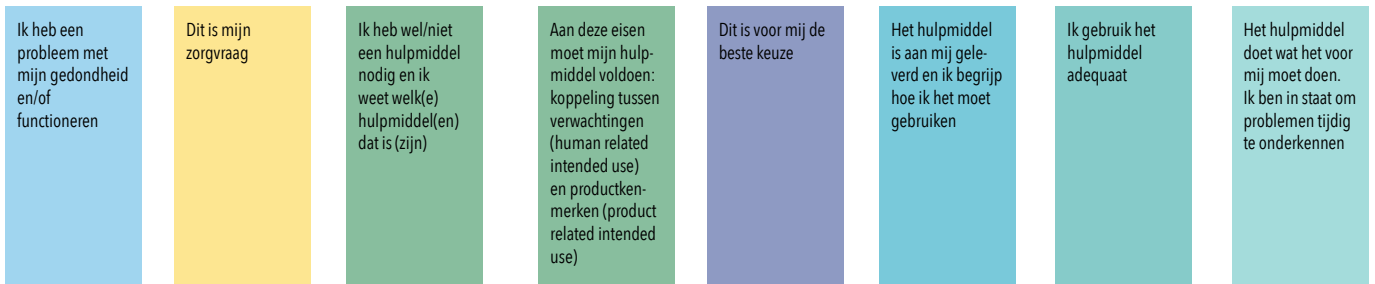 Ik heb een
probleem met
mijn gedondheid
en/of
functioneren
Dit is mijn
zorgvraag
Ik heb wel/niet
een hulpmiddel
nodig en ik
weet welk(e)
hulpmiddel(en)
dat is (zijn)
Aan deze eisen
moet mijn hulp-
middel voldoen:
koppeling tussen
verwachtingen
(human related
intended use)
en productken-
merken (product
related intended
use)
Dit is voor mij de
beste keuze
Het hulpmiddel
is aan mij gele-
verd en ik begrijp
hoe ik het moet
gebruiken
Ik gebruik het
hulpmiddel
adequaat
Het hulpmiddel
doet wat het voor
mij moet doen.
Ik ben in staat om
problemen tijdig
te onderkennen